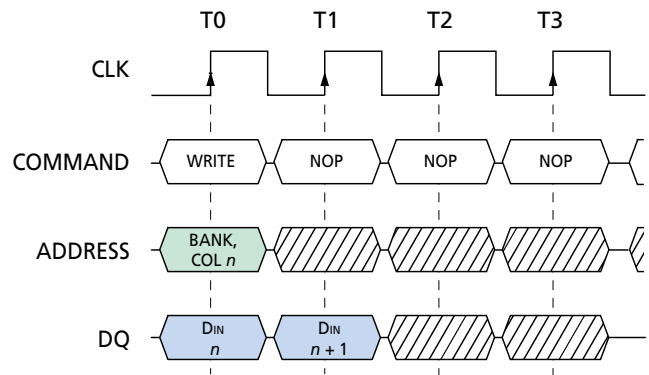 T0 T1 T2 T3
CLK
COMMAND WRITE NOP NOP NOP
ADDRESS BANK,
COL n
DQ DIN DIN
n n + 1